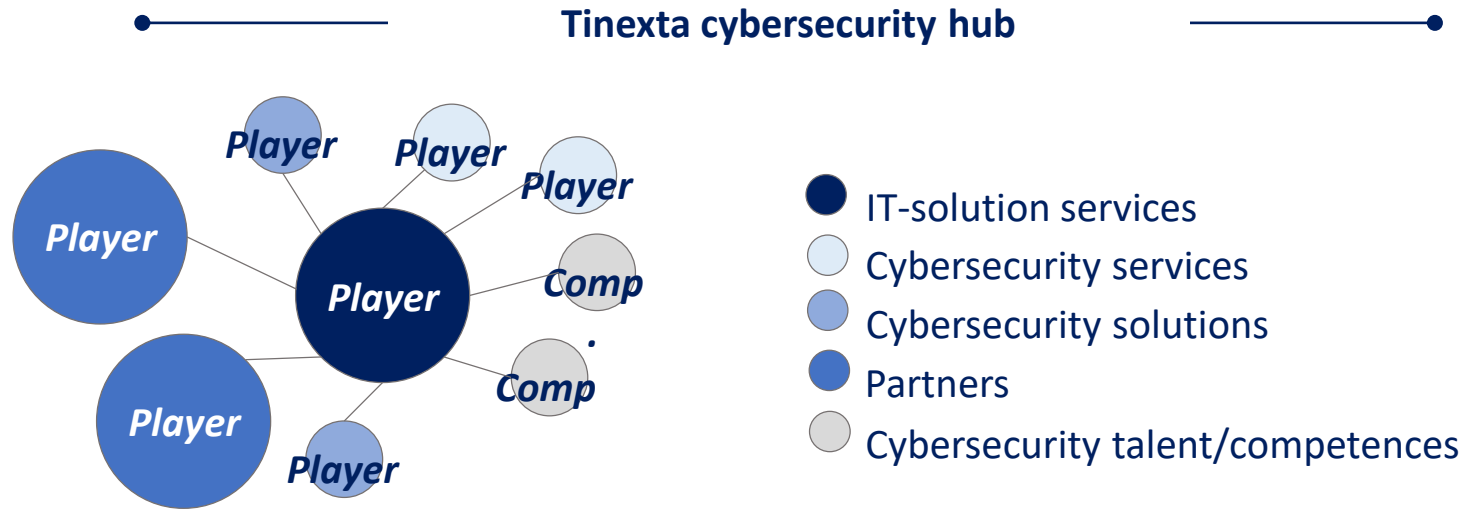 Tinexta cybersecurity hub
Player
Player
Player
Player
Player
Comp
.
Comp
Player
Player
IT-solution services
Cybersecurity services
Cybersecurity solutions
Partners
Cybersecurity talent/competences